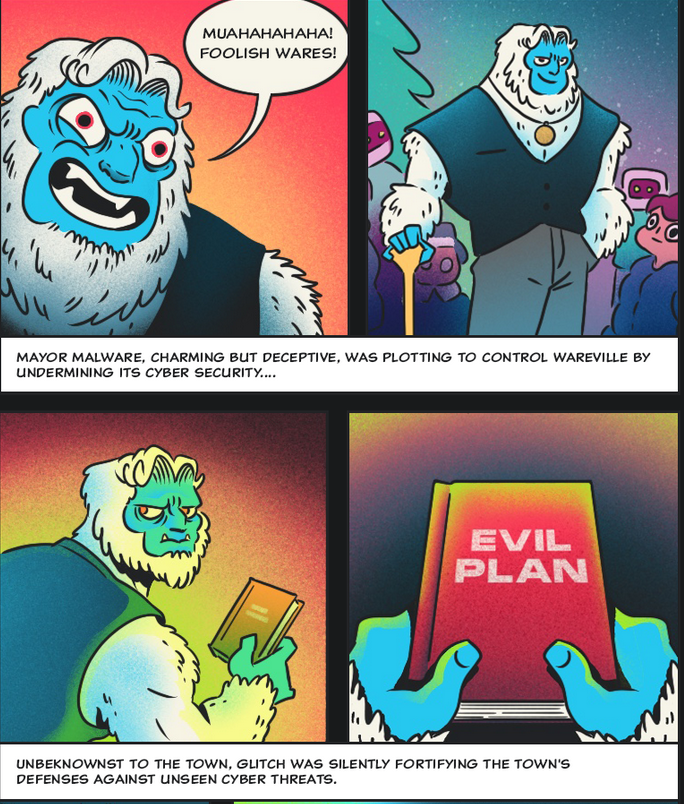 MUAHAHAHAHA!
FOOLISH WARES!
MAYOR MALWARE, CHARMING BUT DECEPTIVE, WAS PLOTTING TO CONTROL WAREVILLE BY
UNDERMINING ITS CYBER SECURITY....
EVIL
PLAN
UNBEKNOWNST TO THE TOWN, GLITCH WAS SILENTLY FORTIFYING THE TOWN'S
DEFENSES AGAINST UNSEEN CYBER THREATS.